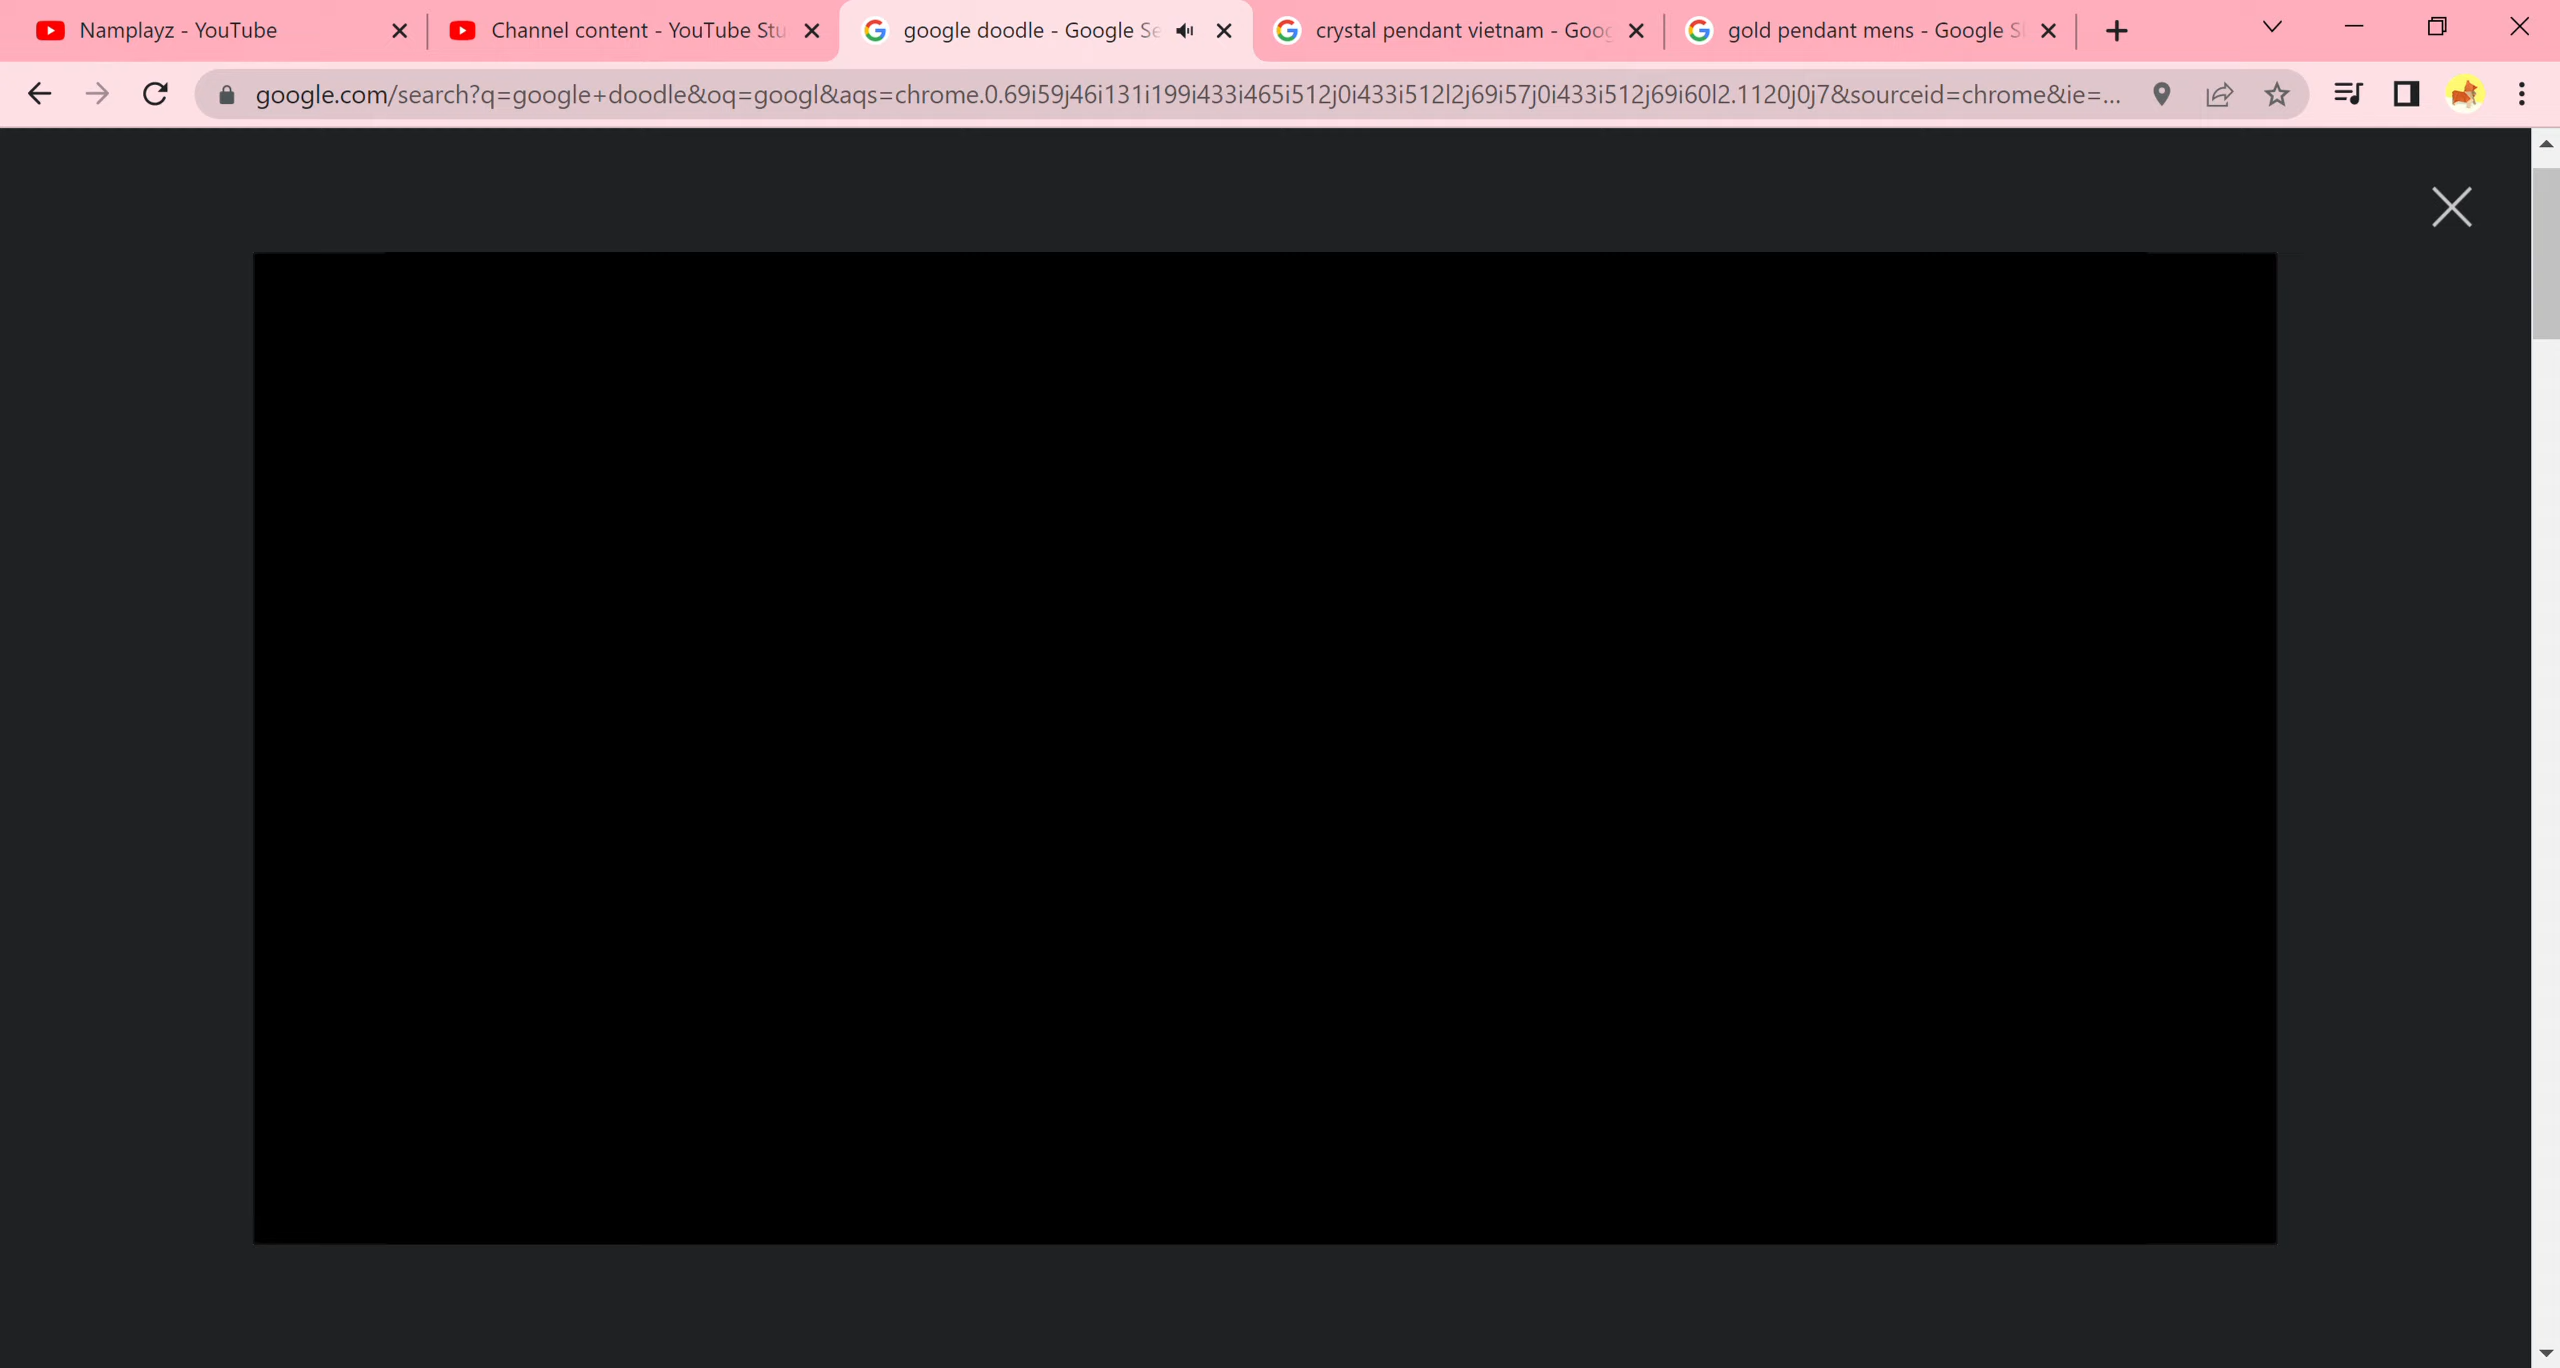 Namplayz - YouTube
Channel content - YouTube Stu
google doodle - Google Se
crystal pendant vietnam - Goog
gold pendant mens - Google S
google.com/search?q=google+doodle&oq=googl&aqs=chrome.0.69i59j46i131i199i433i465i512j0i433i512l2j69i57j0i433i512j69i60l2.1120j0j7&sourceid=chrome&ie=...